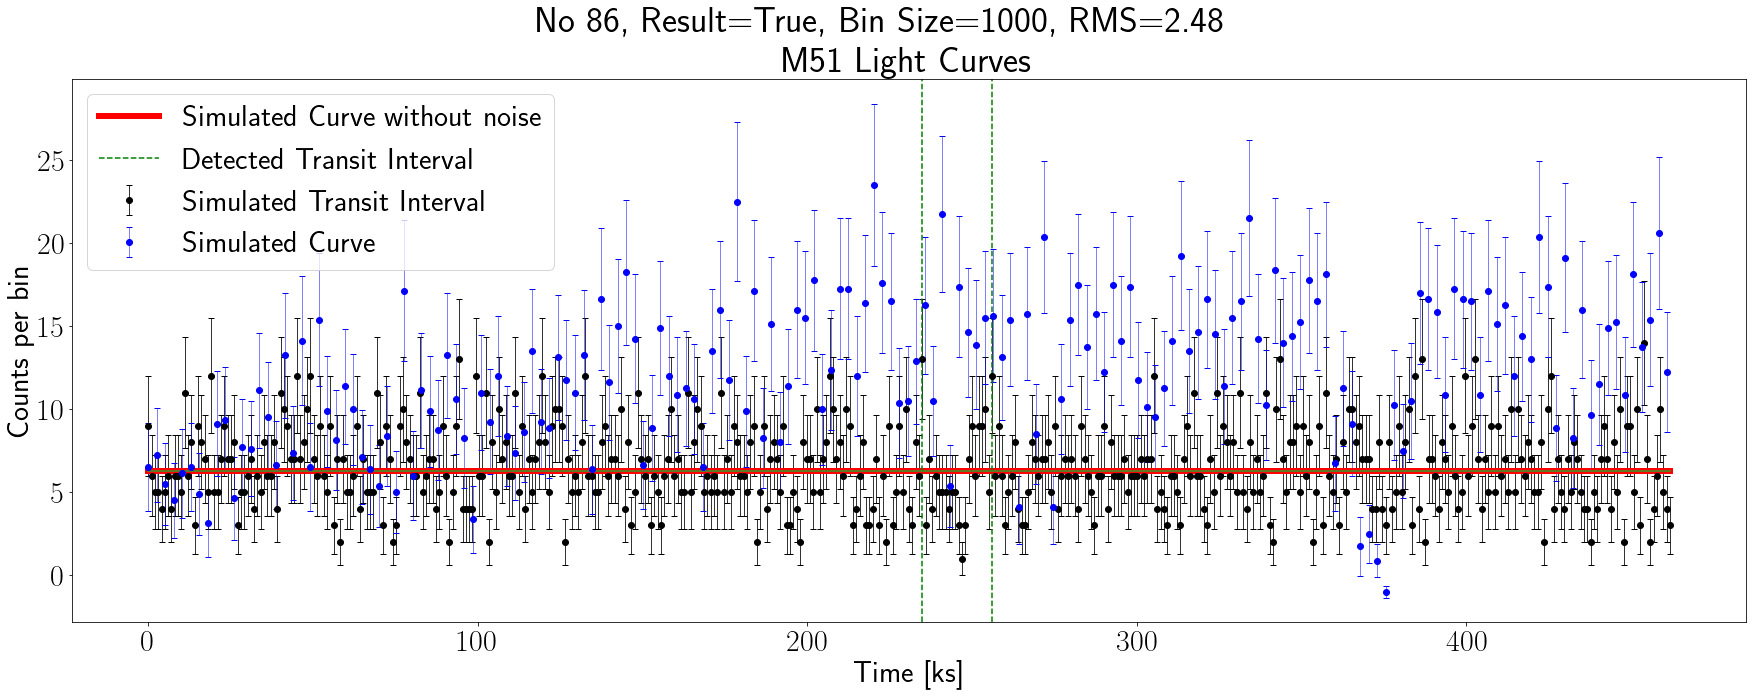 No 86, Result=True, Bin Size=1000, RMS=2.48
M51 Light Curves
Simulated Curve without noise
Detected Transit Interval
Simulated Transit Interval
Simulated Curve
Counts per bin
25
20
15
10
5
0
0 100 200 300 400
Time [ks]